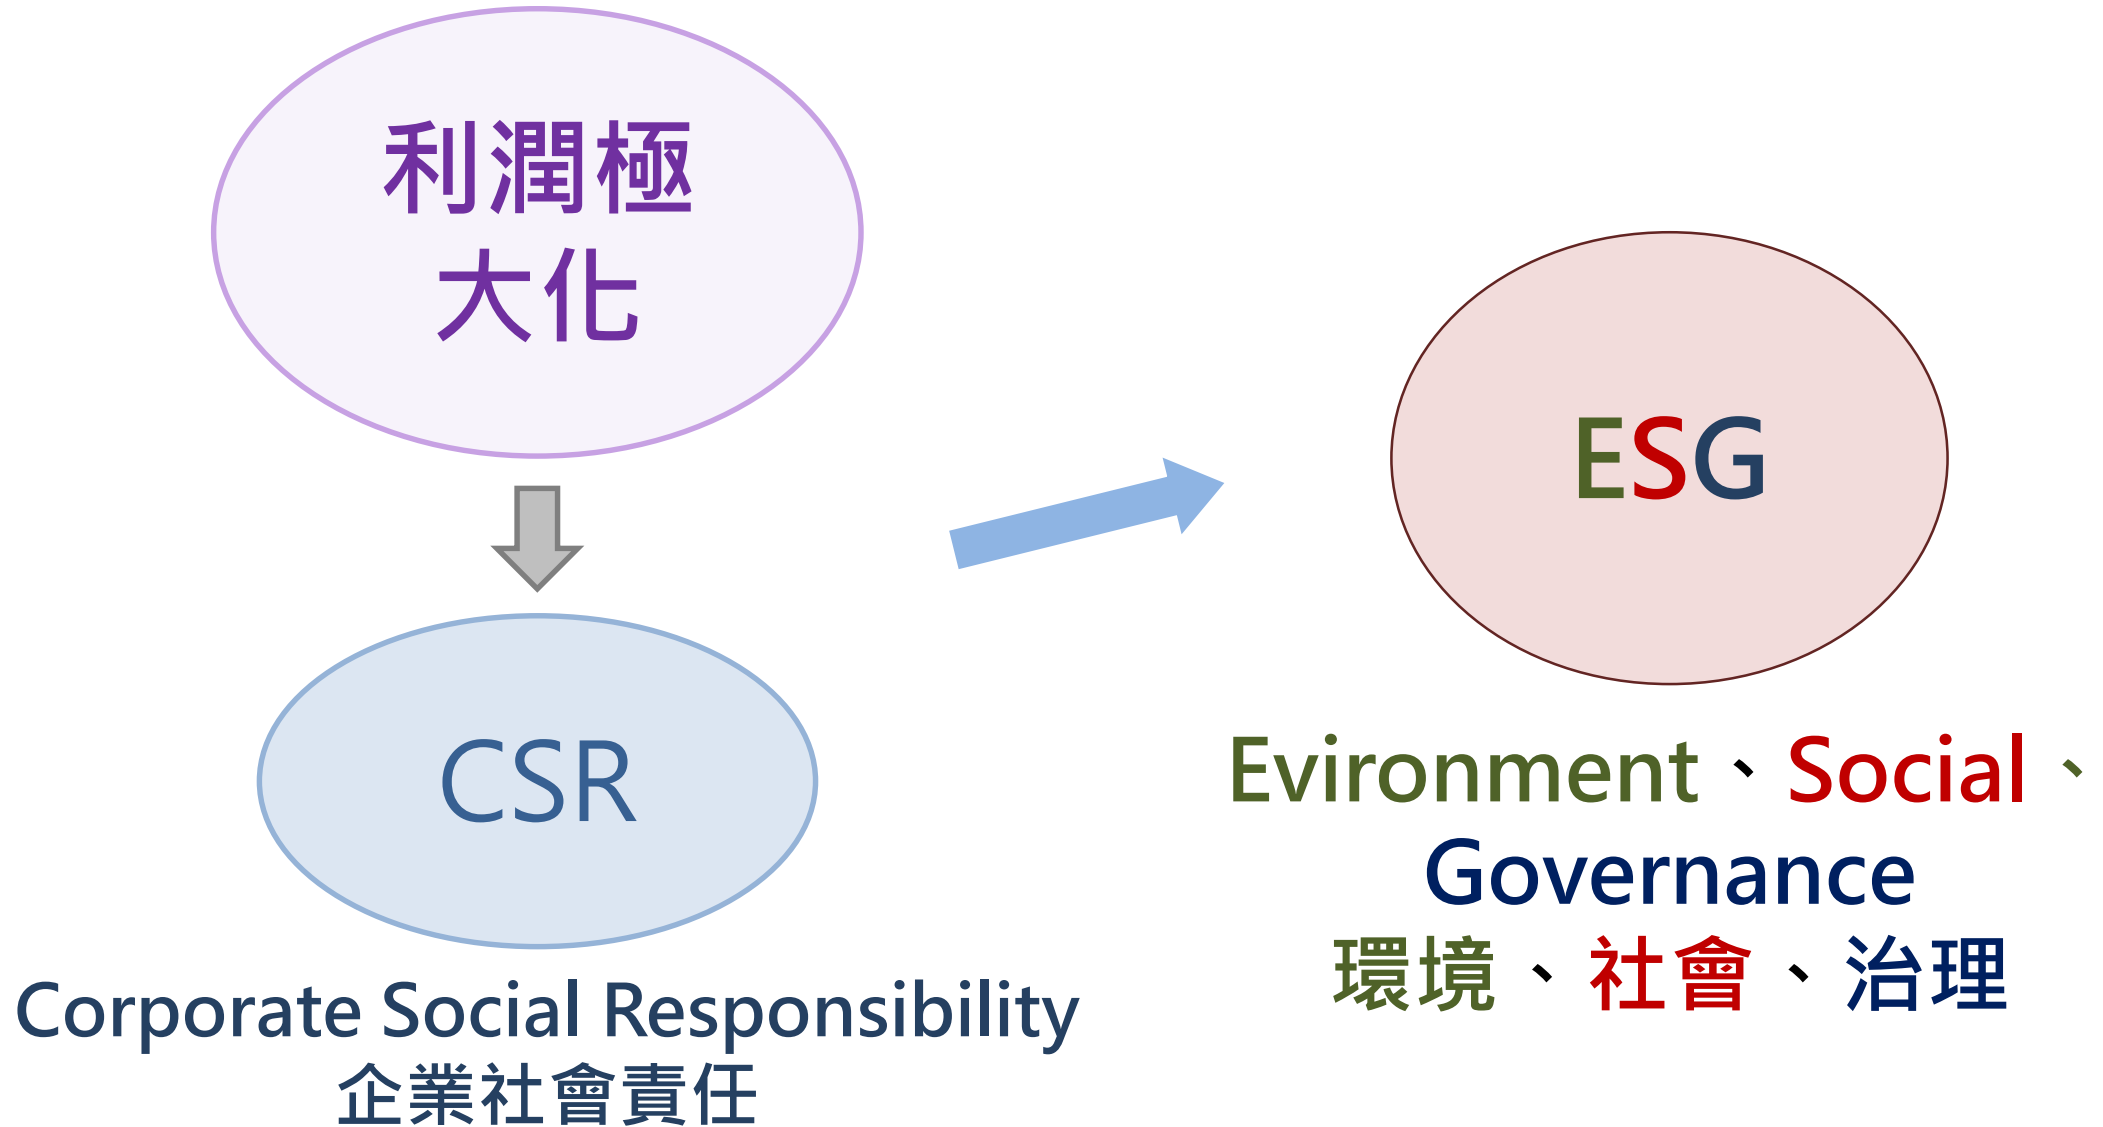 利潤極
大化
CSR
Corporate Social Responsibility
企業社會責任
ESG
Evironment、Social、
Governance
環境、社會、治理